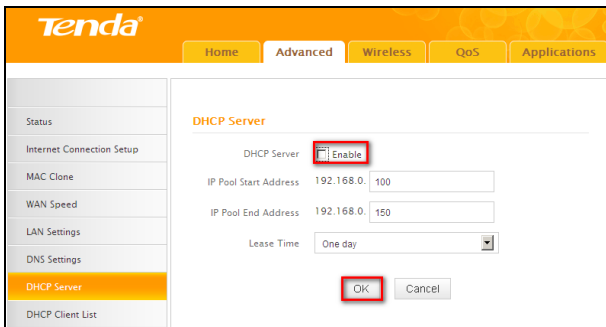 Tenda®
Home Advanced Wireless QoS Applications
Status
Internet Connection Setup
MAC Clone
WAN Speed
LAN Settings
DNS Settings
DHCP Server
DHCP Client List
DHCP Server
DHCP Server Enable
IP Pool Start Address 192.168.0. 100
IP Pool End Address 192.168.0. 150
Lease Time One day
OK Cancel